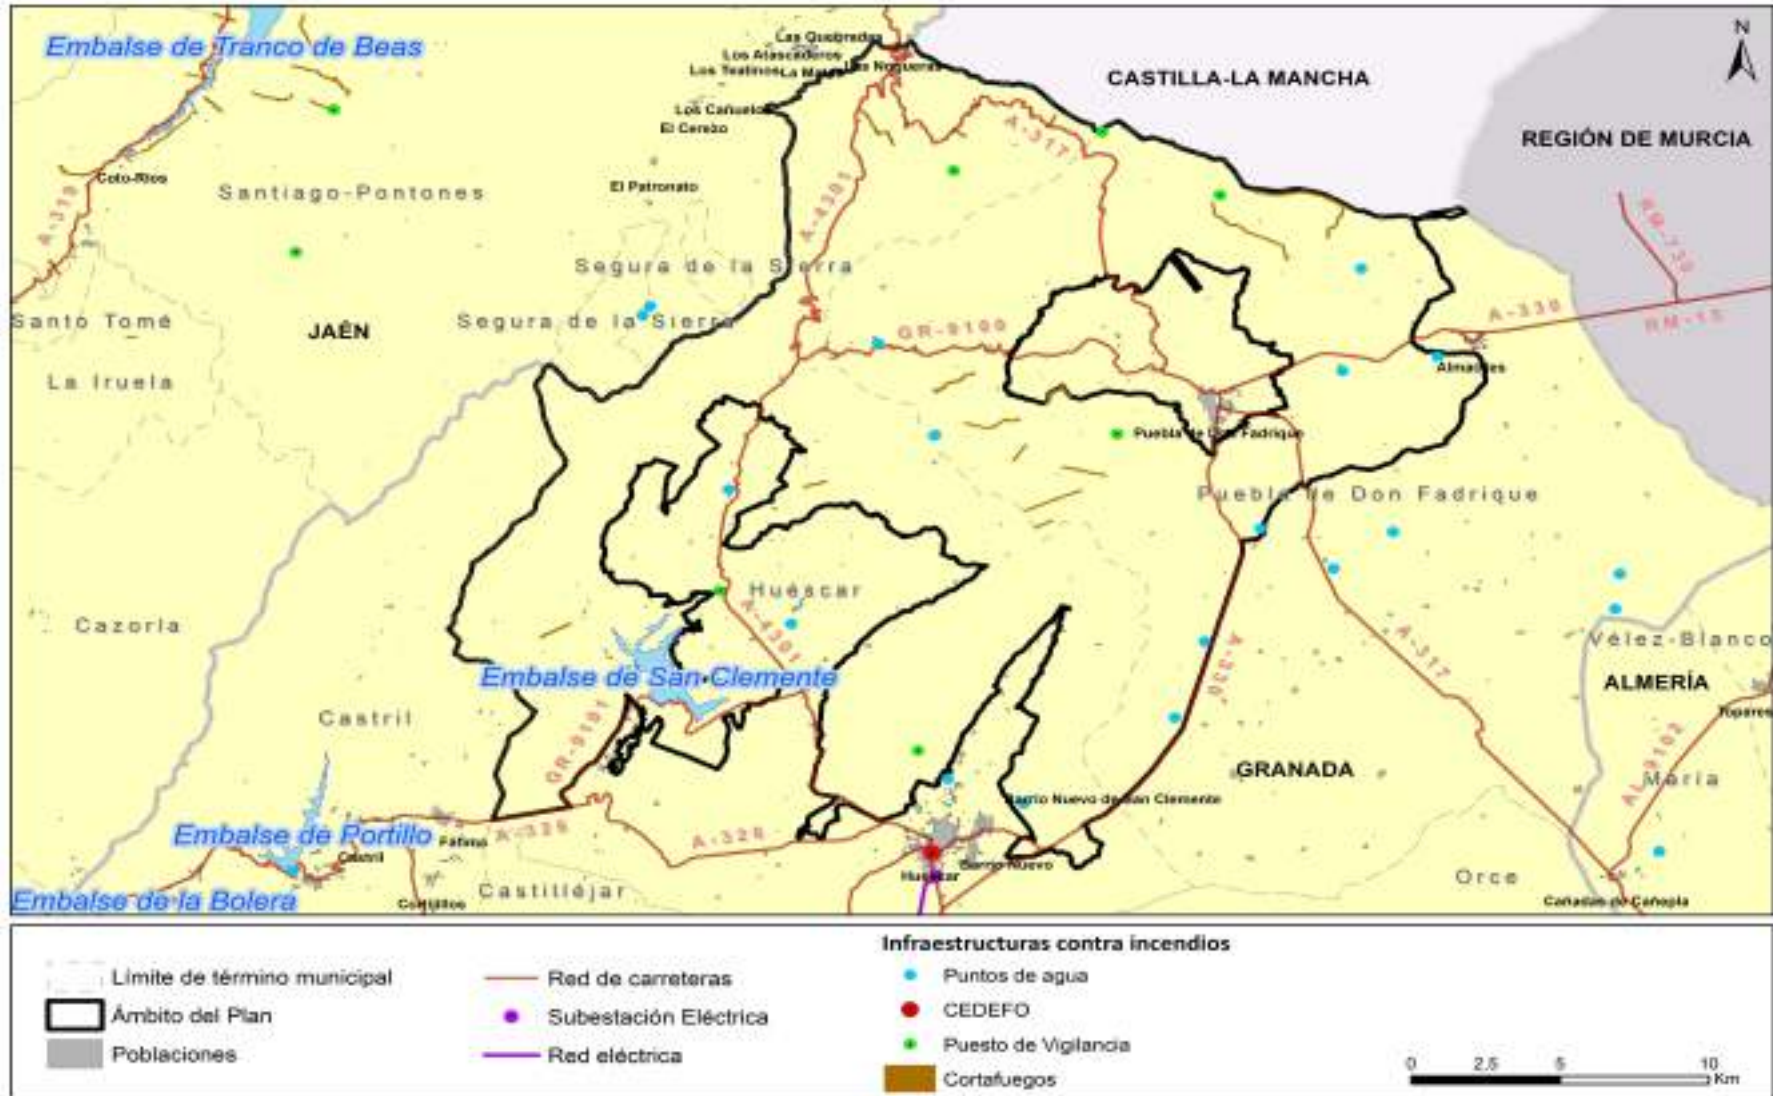 Embalse de Tranco de Beas
Las Quebradas
Los Atascaderos
Los Teatinos
Las Nogueras
N
CASTILLA-LA MANCHA
Los Cañuelos
El Cerezo
A-317
REGIÓN DE MURCIA
Coto-Ríos
El Patronato
Santiago-Pontones
A-319
A-4301
RM-730
Segura de la Sierra
Santo Tomé
JAÉN
Segura de la Sierra
GR-9100
A-330
RM-15
La Iruela
Almaciles
Puebla de Don Fadrique
Puebla de Don Fadrique
Huéscar
Cazorla
A-4301
A-330
A-317
Vélez-Blanco
Embalse de San Clemente
ALMERÍA
Castril
Topares
GR-9101
GRANADA
AL-9102
María
Barrio Nuevo de San Clemente
Embalse de Portillo
A-326
A-326
Fátima
Castril
Barrio Nuevo
Huéscar
Orce
Castilléjar
Embalse de la Bolera
Cortijillos
Cañadas de Cañepla
Infraestructuras contra incendios
Límite de término municipal
Red de carreteras
Puntos de agua
Ámbito del Plan
Subestación Eléctrica
CEDEFO
Poblaciones
Red eléctrica
Puesto de Vigilancia
Cortafuegos
0 2,5 5 10
Km